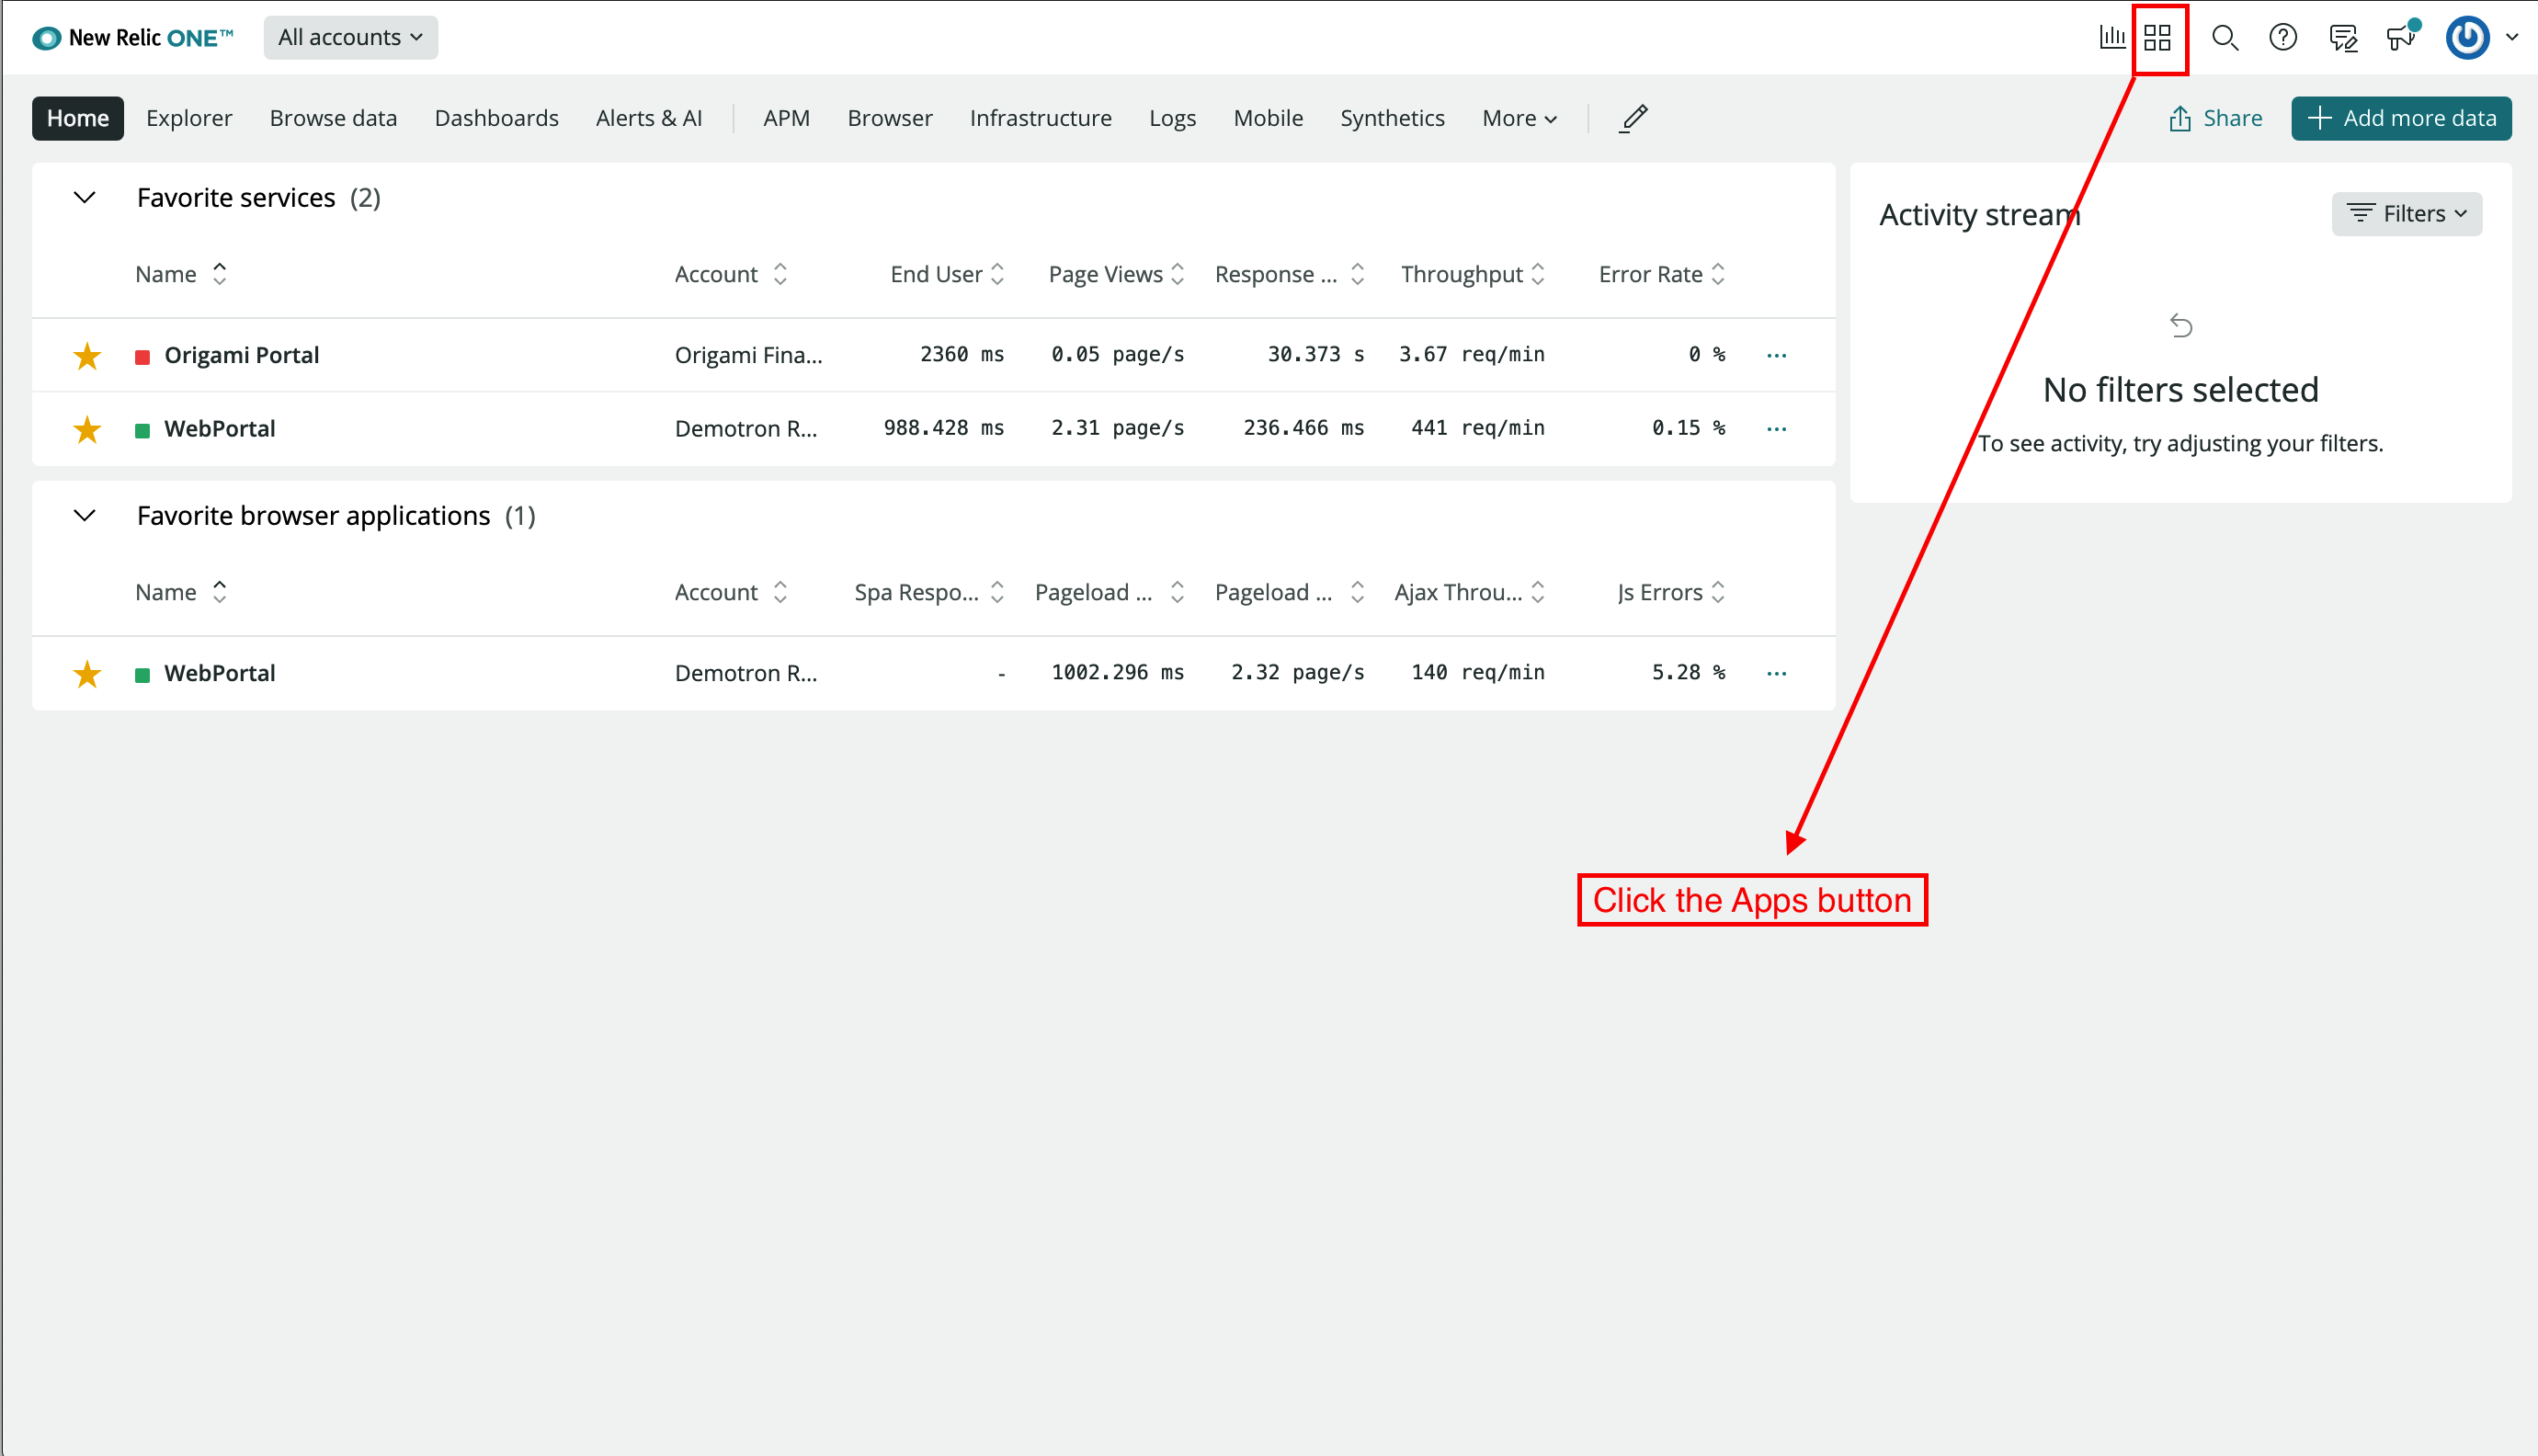 New Relic ONE™ All accounts
Home Explorer Browse data Dashboards Alerts & AI APM Browser Infrastructure Logs Mobile Synthetics More Share Add more data
Favorite services (2)
Name Account End User Page Views Response ... Throughput Error Rate
Origami Portal Origami Fina... 2360 ms 0.05 page/s 30.373 s 3.67 req/min 0 % ...
WebPortal Demotron R... 988.428 ms 2.31 page/s 236.466 ms 441 req/min 0.15 % ...
Favorite browser applications (1)
Name Account Spa Respo... Pageload ... Pageload ... Ajax Throu... Js Errors
WebPortal Demotron R... - 1002.296 ms 2.32 page/s 140 req/min 5.28 % ...
Activity stream Filters
No filters selected
To see activity, try adjusting your filters.
Click the Apps button